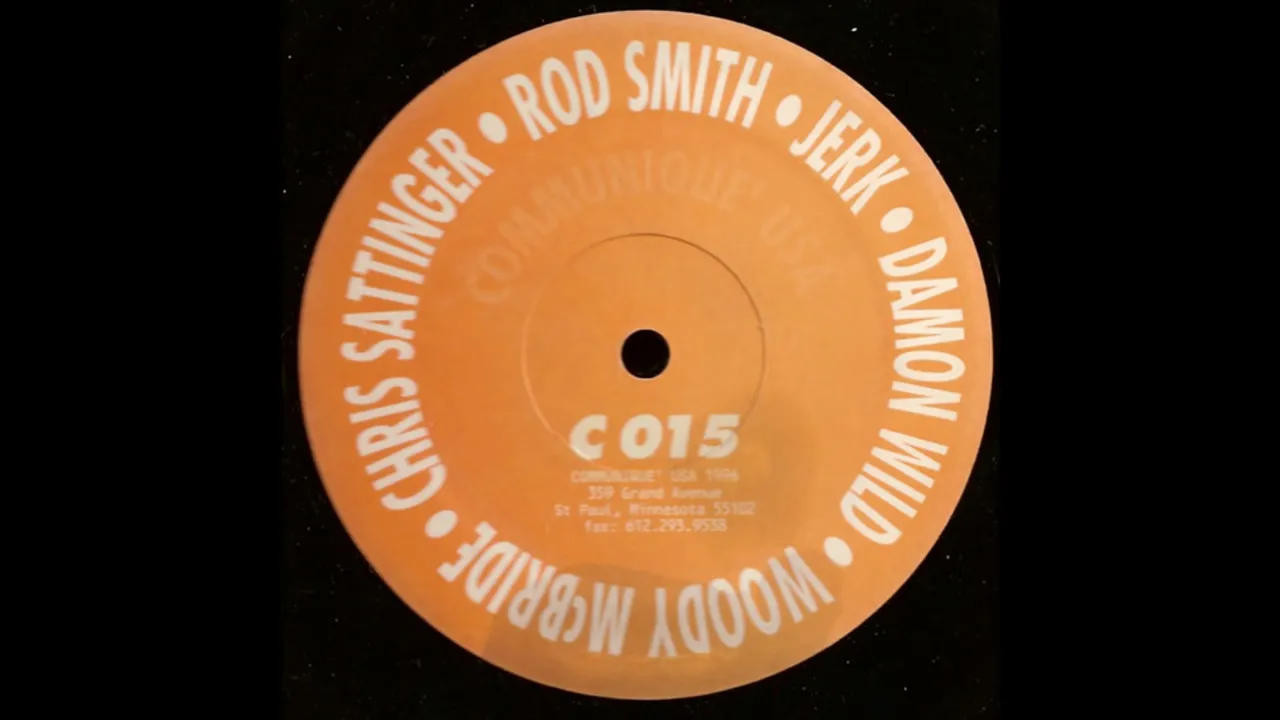 ROD SMITH • JERK • DAMON WILD • WOODY McBRIDE • CHRIS SATTINGER •
COMMUNIQUE' USA
C 015
COMMUNIQUE' USA 1996
359 Grand Avenue
St Paul, Minnesota 55102
fax: 612.293.9538